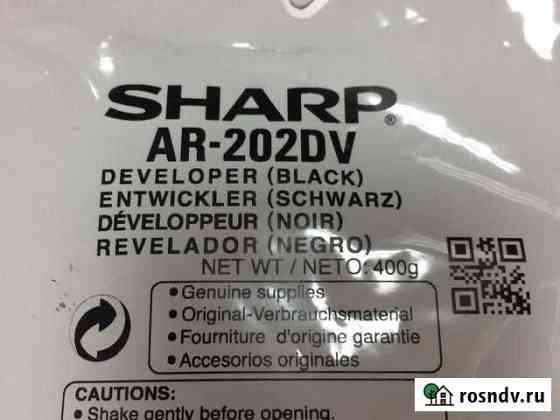 SHARP®
AR-202DV
DEVELOPER (BLACK)
ENTWICKLER (SCHWARZ)
DÉVELOPPEUR (NOIR)
REVELADOR (NEGRO)
NET WT / NETO: 400g
• Genuine supplies
• Original-Verbrauchsmaterial
• Fourniture d'origine garantie
• Accesorios originales
CAUTIONS:
• Shake gently before opening.
rosndv.ru